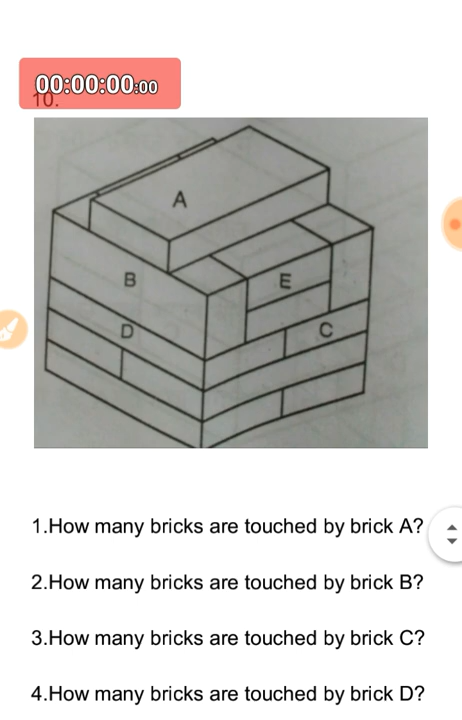 00:00:00:00
10.
A
B
E
D
C
1.How many bricks are touched by brick A?
2.How many bricks are touched by brick B?
3.How many bricks are touched by brick C?
4.How many bricks are touched by brick D?